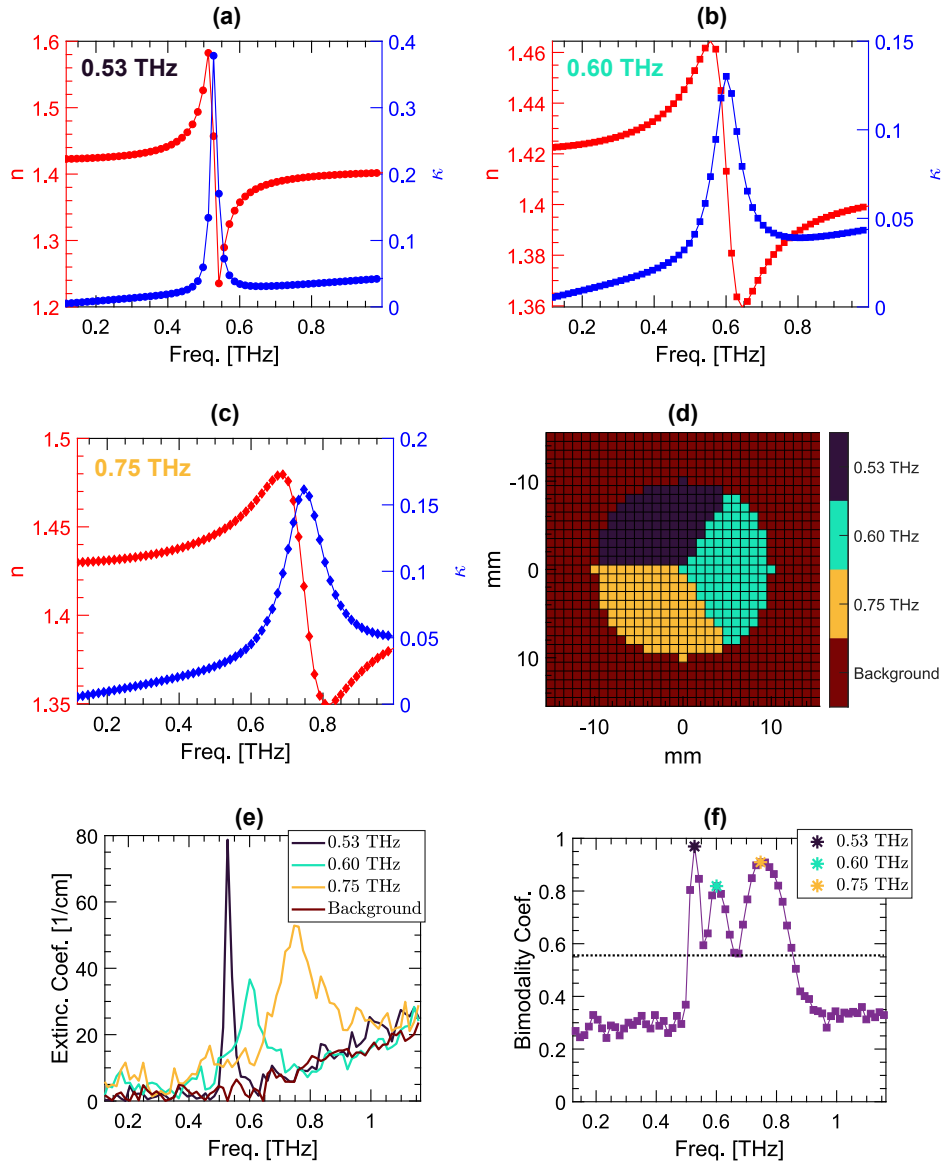 (a)
0.53 THz
1.6
1.5
1.4
1.3
1.2
n
0.4
0.3
0.2
0.1
0
κ
0.2 0.4 0.6 0.8
Freq. [THz]
(b)
0.60 THz
1.46
1.44
1.42
1.4
1.38
1.36
n
0.15
0.1
0.05
0
κ
0.2 0.4 0.6 0.8
Freq. [THz]
(c)
0.75 THz
1.5
1.45
1.4
1.35
n
0.2
0.15
0.1
0.05
0
κ
0.2 0.4 0.6 0.8
Freq. [THz]
(d)
-10
0
10
mm
-10 0 10
mm
0.53 THz
0.60 THz
0.75 THz
Background
(e)
80
60
40
20
0
Extinc. Coef. [1/cm]
0.53 THz
0.60 THz
0.75 THz
Background
0.2 0.4 0.6 0.8 1
Freq. [THz]
(f)
1
0.8
0.6
0.4
0.2
0
Bimodality Coef.
0.53 THz
0.60 THz
0.75 THz
0.2 0.4 0.6 0.8 1
Freq. [THz]